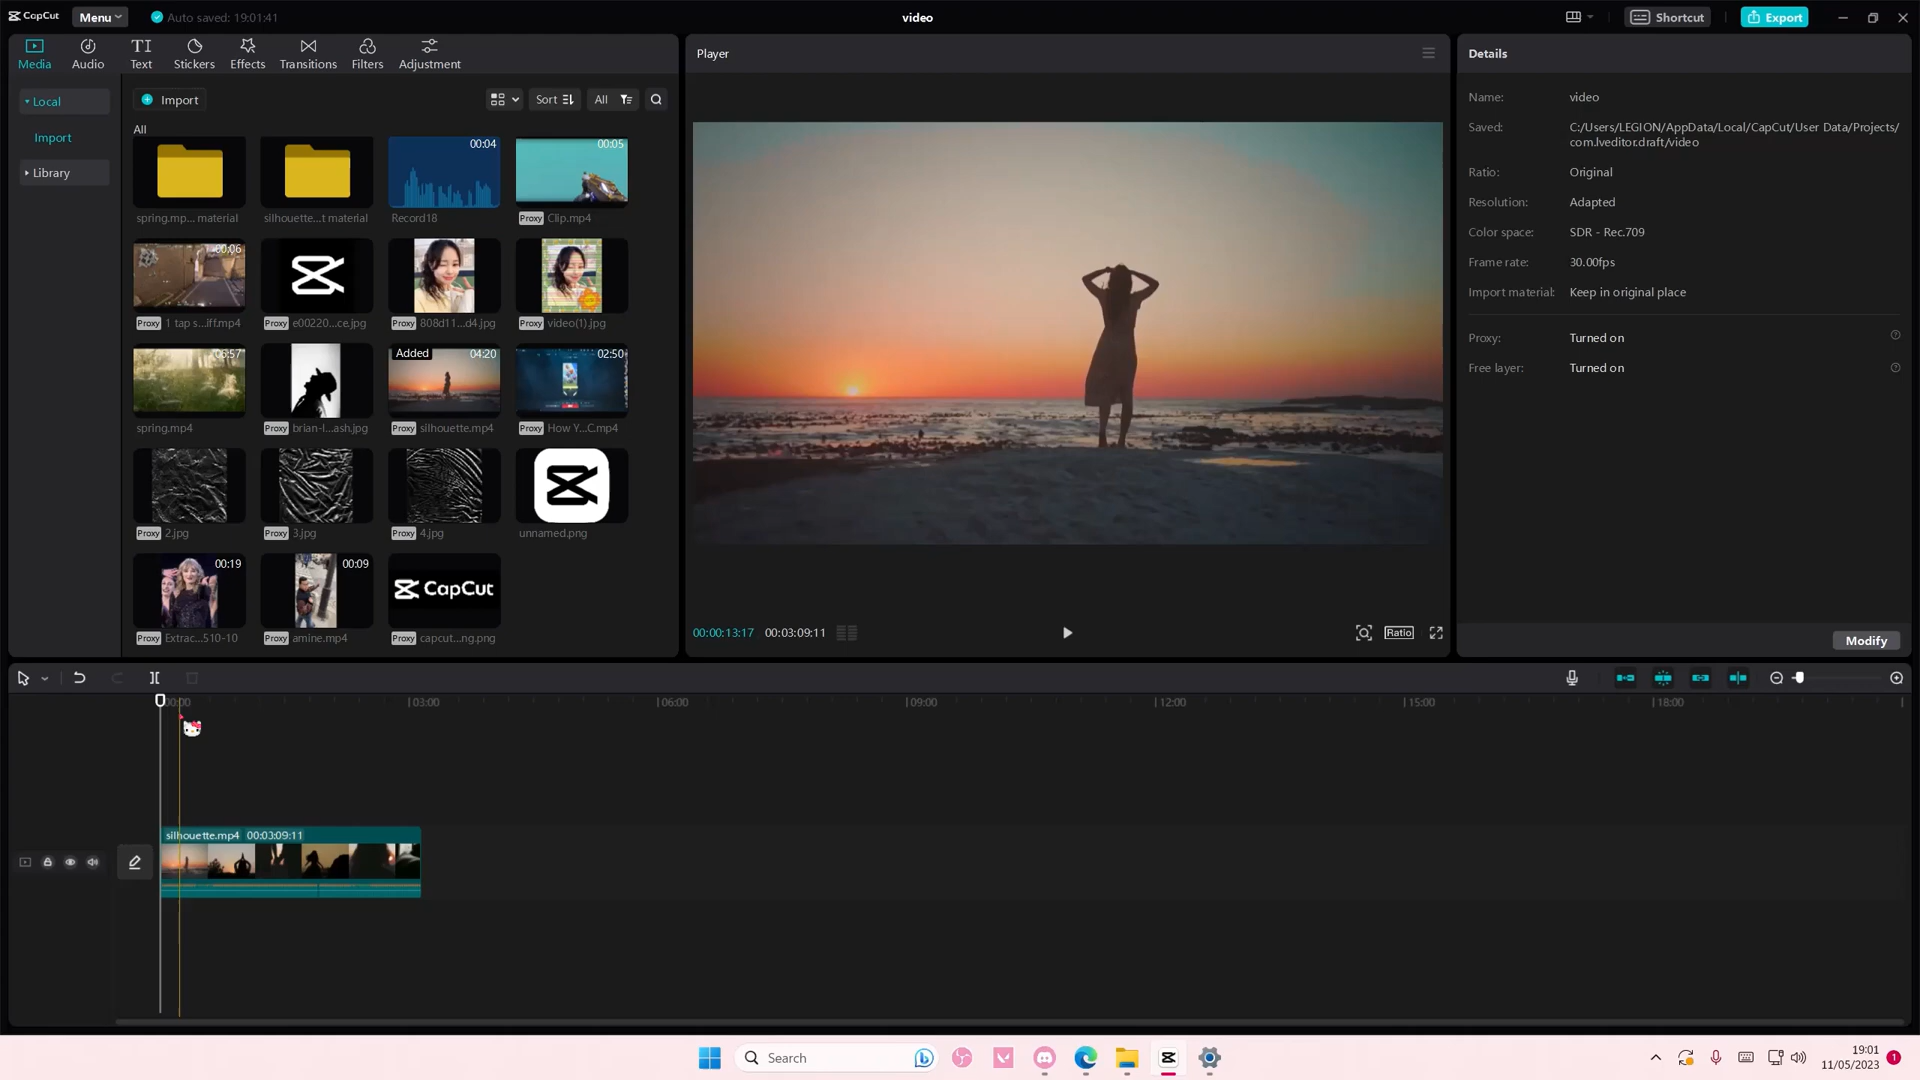 CapCut
Menu
Auto saved: 19:01:41
video
Shortcut
Export
Media
Audio
TI
Text
Stickers
Effects
Transitions
Filters
Adjustment
Local
Import
Library
Import
Sort
All
All
spring.mp... material
silhouette,...t material
00:04
Record18
00:05
Proxy Clip.mp4
00:06
Proxy 1 tap s...iff.mp4
Proxy e00220...ce.jpg
Proxy 808d11...d4.jpg
Proxy video(1).jpg
06:57
spring.mp4
Proxy brian-l...ash.jpg
Added 04:20
Proxy silhouette.mp4
02:50
Proxy How Y...C.mp4
Proxy 2.jpg
Proxy 3.jpg
Proxy 4.jpg
unnamed.png
00:19
Proxy Extrac...510-10
00:09
Proxy amine.mp4
CapCut
Proxy capcut...ng.png
Player
00:00:13:17 00:03:09:11
Ratio
Details
Name: video
Saved: C:/Users/LEGION/AppData/Local/CapCut/User Data/Projects/
com.lveditor.draft/video
Ratio: Original
Resolution: Adapted
Color space: SDR - Rec.709
Frame rate: 30.00fps
Import material: Keep in original place
Proxy: Turned on
Free layer: Turned on
Modify
00:00 03:00 06:00 09:00 12:00 15:00 18:00
silhouette.mp4 00:03:09:11
Search
19:01
11/05/2023
1